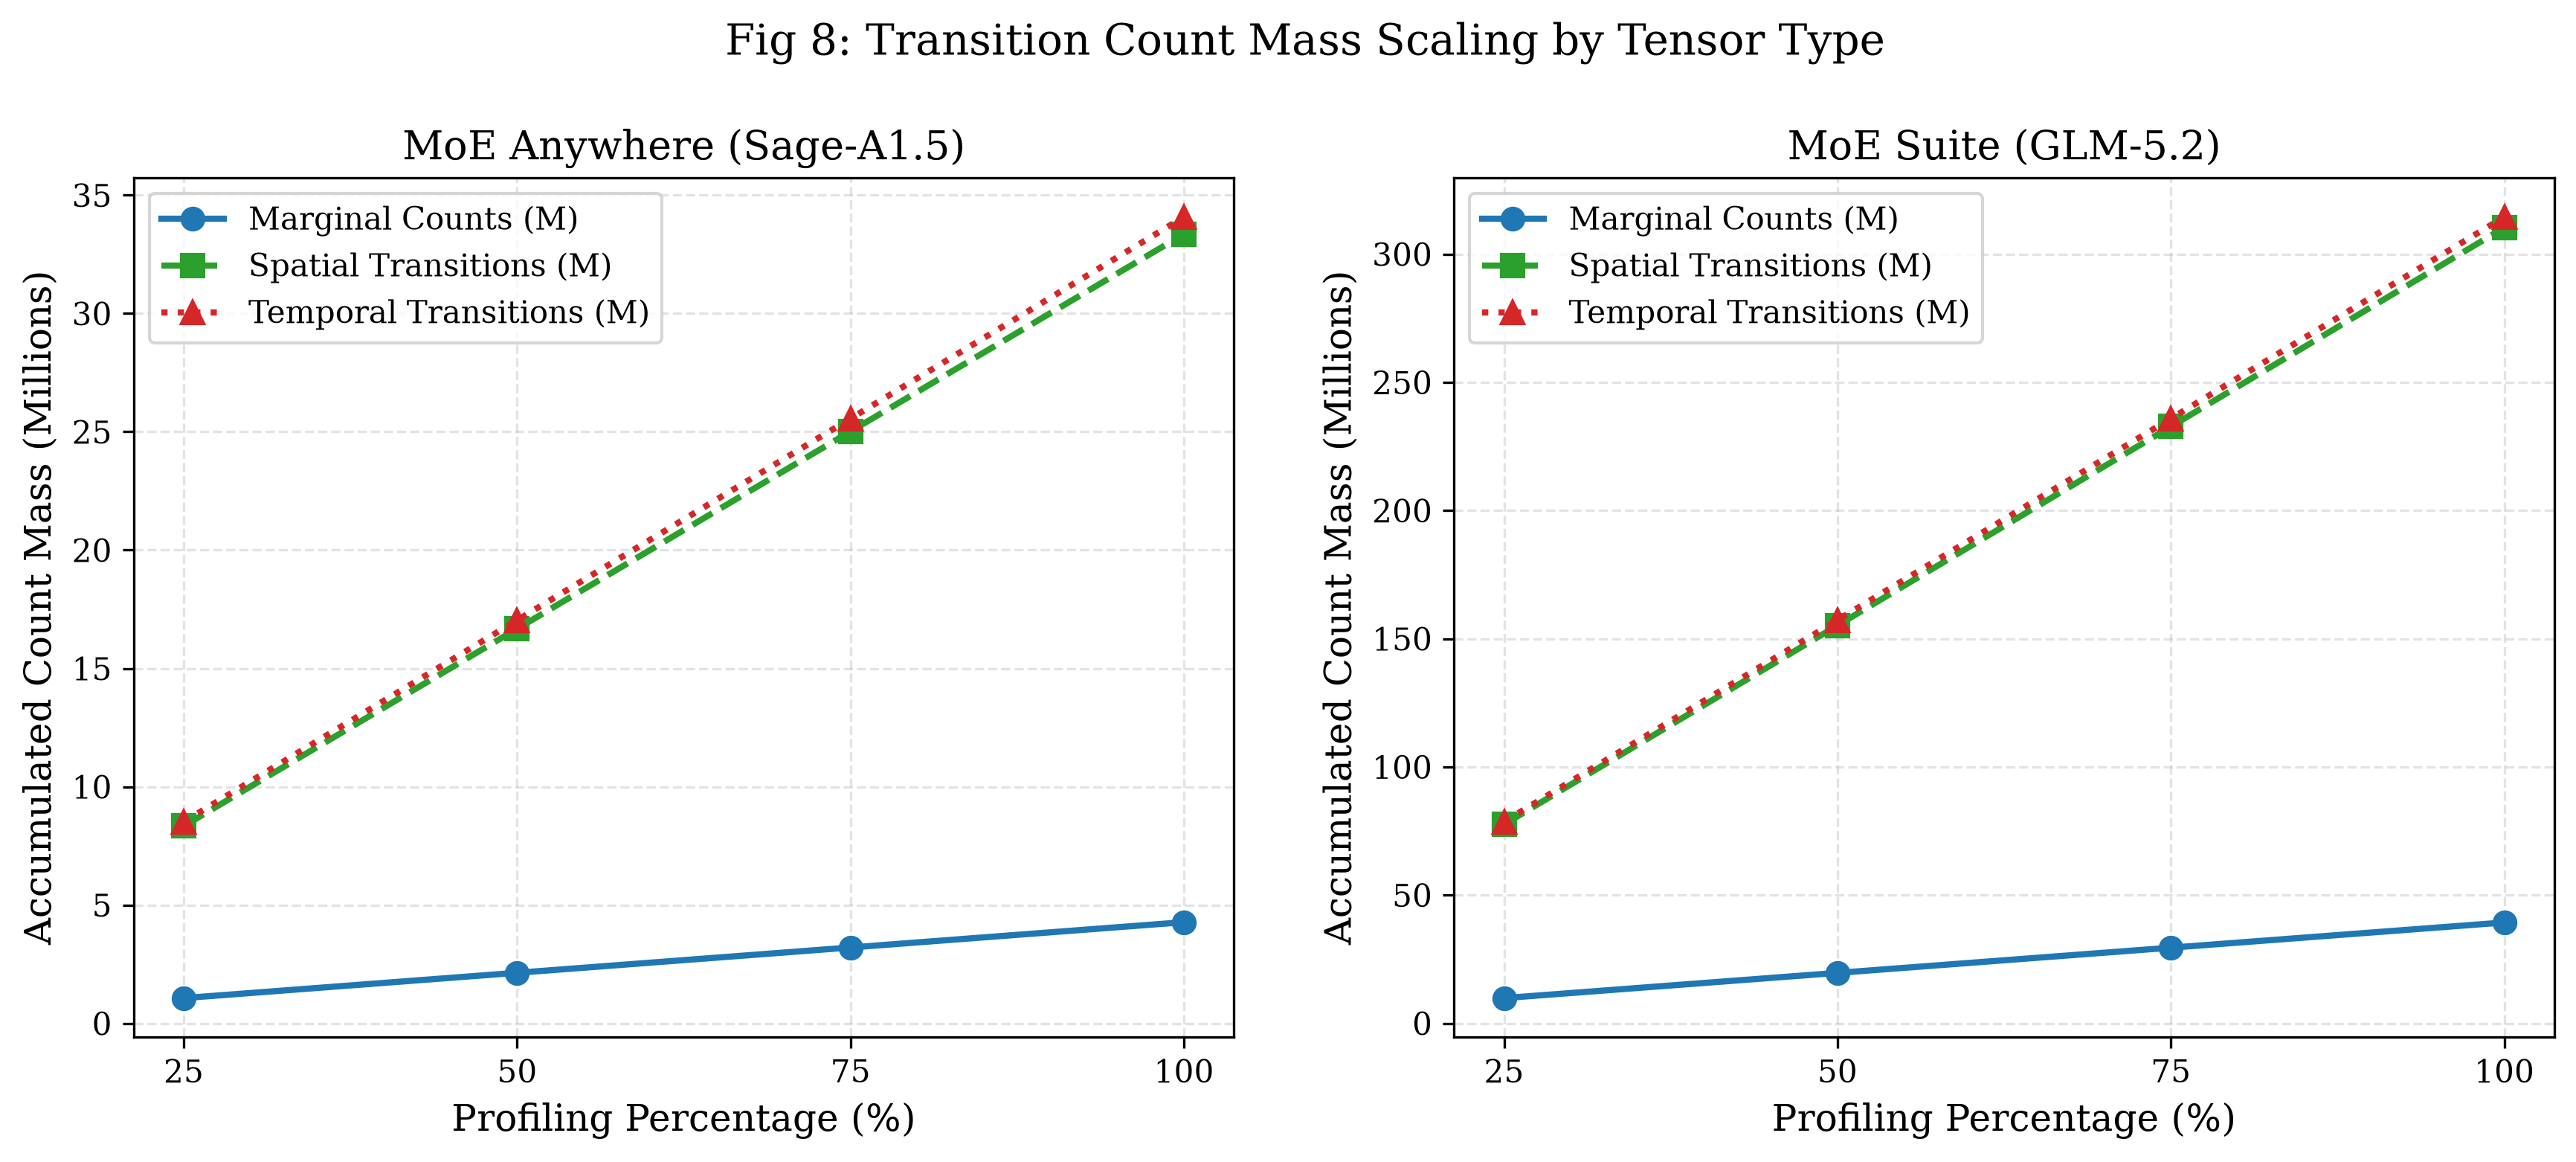 Fig 8: Transition Count Mass Scaling by Tensor Type
MoE Anywhere (Sage-A1.5)
Accumulated Count Mass (Millions)
35
30
25
20
15
10
5
0
Marginal Counts (M)
Spatial Transitions (M)
Temporal Transitions (M)
25 50 75 100
Profiling Percentage (%)
MoE Suite (GLM-5.2)
Accumulated Count Mass (Millions)
300
250
200
150
100
50
0
Marginal Counts (M)
Spatial Transitions (M)
Temporal Transitions (M)
25 50 75 100
Profiling Percentage (%)